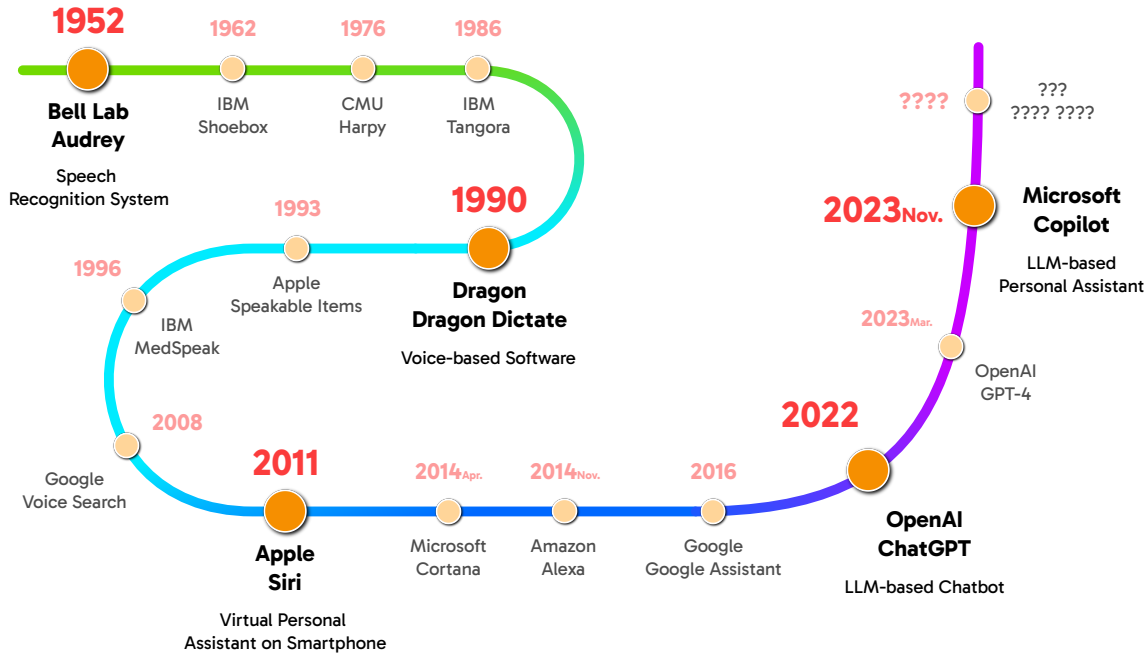 1952
Bell Lab
Audrey
Speech
Recognition System
1962
IBM
Shoebox
1976
CMU
Harpy
1986
IBM
Tangora
1990
Dragon
Dragon Dictate
Voice-based Software
1993
Apple
Speakable Items
1996
IBM
MedSpeak
2008
Google
Voice Search
2011
Apple
Siri
Virtual Personal
Assistant on Smartphone
2014Apr.
Microsoft
Cortana
2014Nov.
Amazon
Alexa
2016
Google
Google Assistant
2022
OpenAI
ChatGPT
LLM-based Chatbot
2023Mar.
OpenAI
GPT-4
2023Nov.
Microsoft
Copilot
LLM-based
Personal Assistant
????
???
???? ????